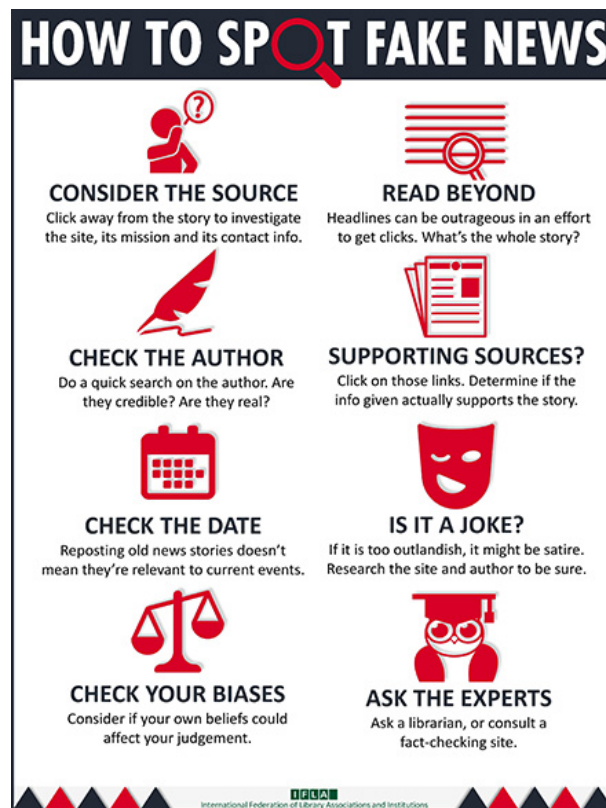 HOW TO SPOT FAKE NEWS
CONSIDER THE SOURCE
Click away from the story to investigate
the site, its mission and its contact info.
READ BEYOND
Headlines can be outrageous in an effort
to get clicks. What's the whole story?
CHECK THE AUTHOR
Do a quick search on the author. Are
they credible? Are they real?
SUPPORTING SOURCES?
Click on those links. Determine if the
info given actually supports the story.
CHECK THE DATE
Reposting old news stories doesn't
mean they're relevant to current events.
IS IT A JOKE?
If it is too outlandish, it might be satire.
Research the site and author to be sure.
CHECK YOUR BIASES
Consider if your own beliefs could
affect your judgement.
ASK THE EXPERTS
Ask a librarian, or consult a
fact-checking site.
IFLA
International Federation of Library Associations and Institutions